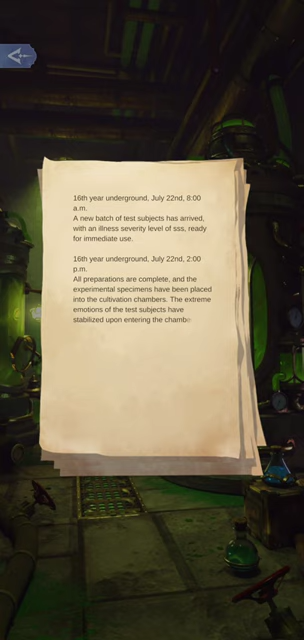 16th year underground, July 22nd, 8:00
a.m.
A new batch of test subjects has arrived,
with an illness severity level of sss, ready
for immediate use.
16th year underground, July 22nd, 2:00
p.m.
All preparations are complete, and the
experimental specimens have been placed
into the cultivation chambers. The extreme
emotions of the test subjects have
stabilized upon entering the chambe